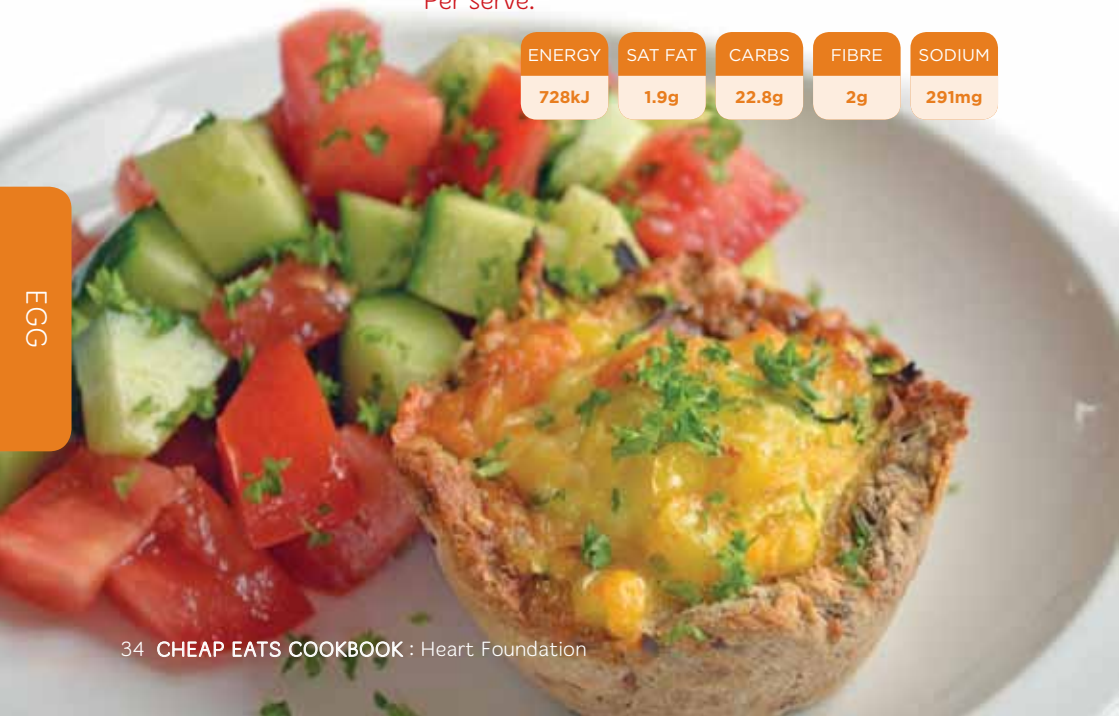 Per serve:
ENERGY SAT FAT CARBS FIBRE SODIUM
728kJ 1.9g 22.8g 2g 291mg
EGG
34 CHEAP EATS COOKBOOK : Heart Foundation